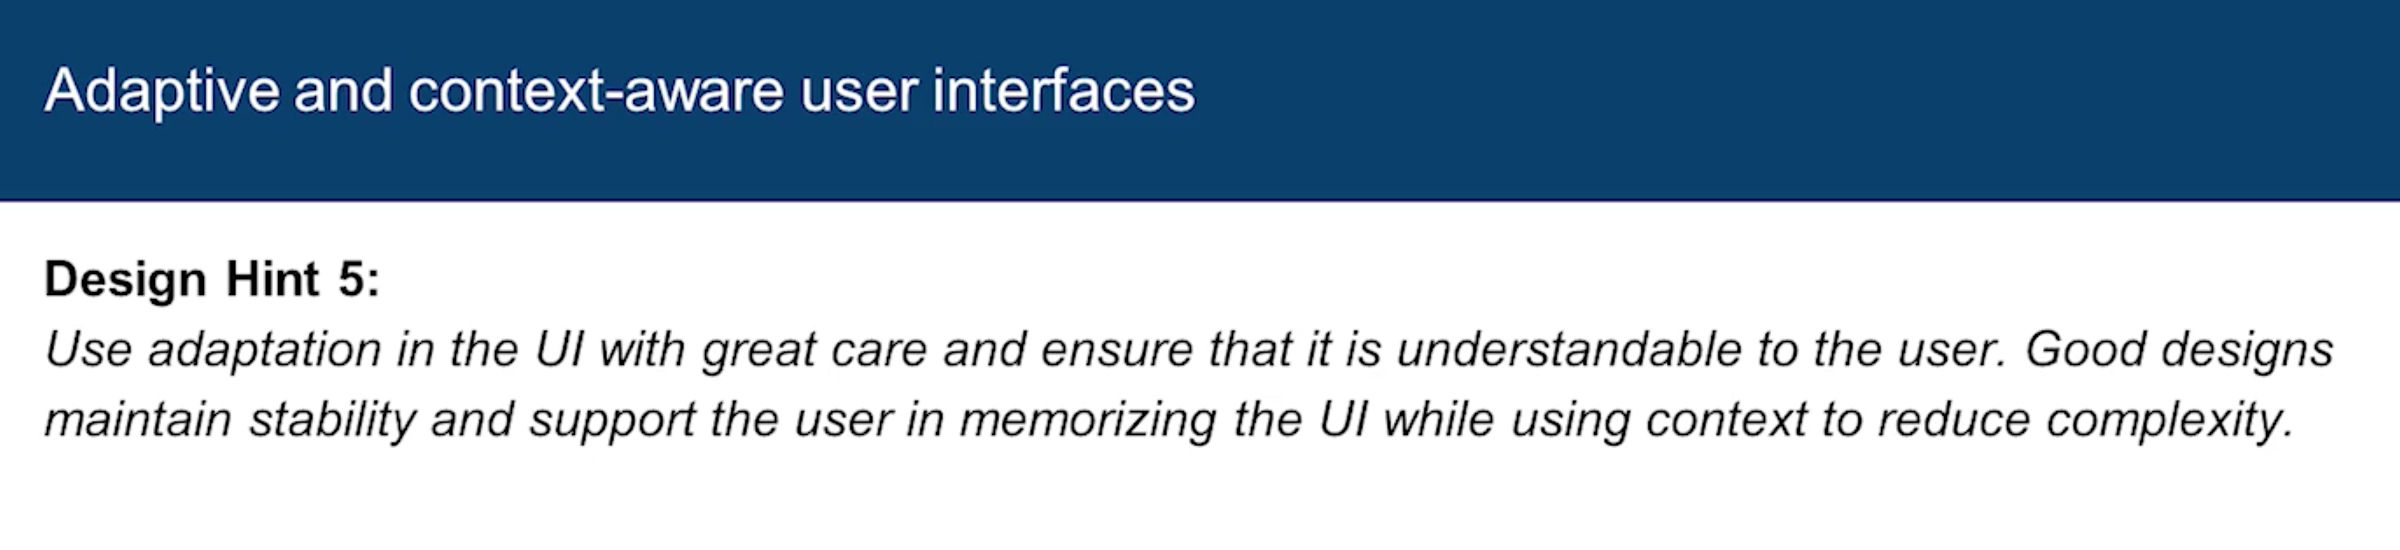 Adaptive and context-aware user interfaces
Design Hint 5:
Use adaptation in the UI with great care and ensure that it is understandable to the user. Good designs
maintain stability and support the user in memorizing the UI while using context to reduce complexity.